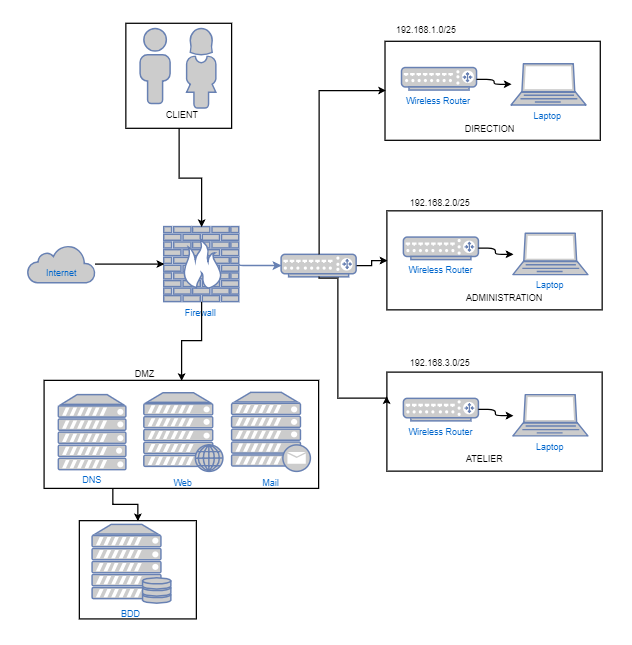 192.168.1.0/25
Wireless Router
Laptop
DIRECTION
CLIENT
192.168.2.0/25
Wireless Router
Laptop
ADMINISTRATION
Internet
Firewall
192.168.3.0/25
Wireless Router
Laptop
ATELIER
DMZ
DNS
Web
Mail
BDD